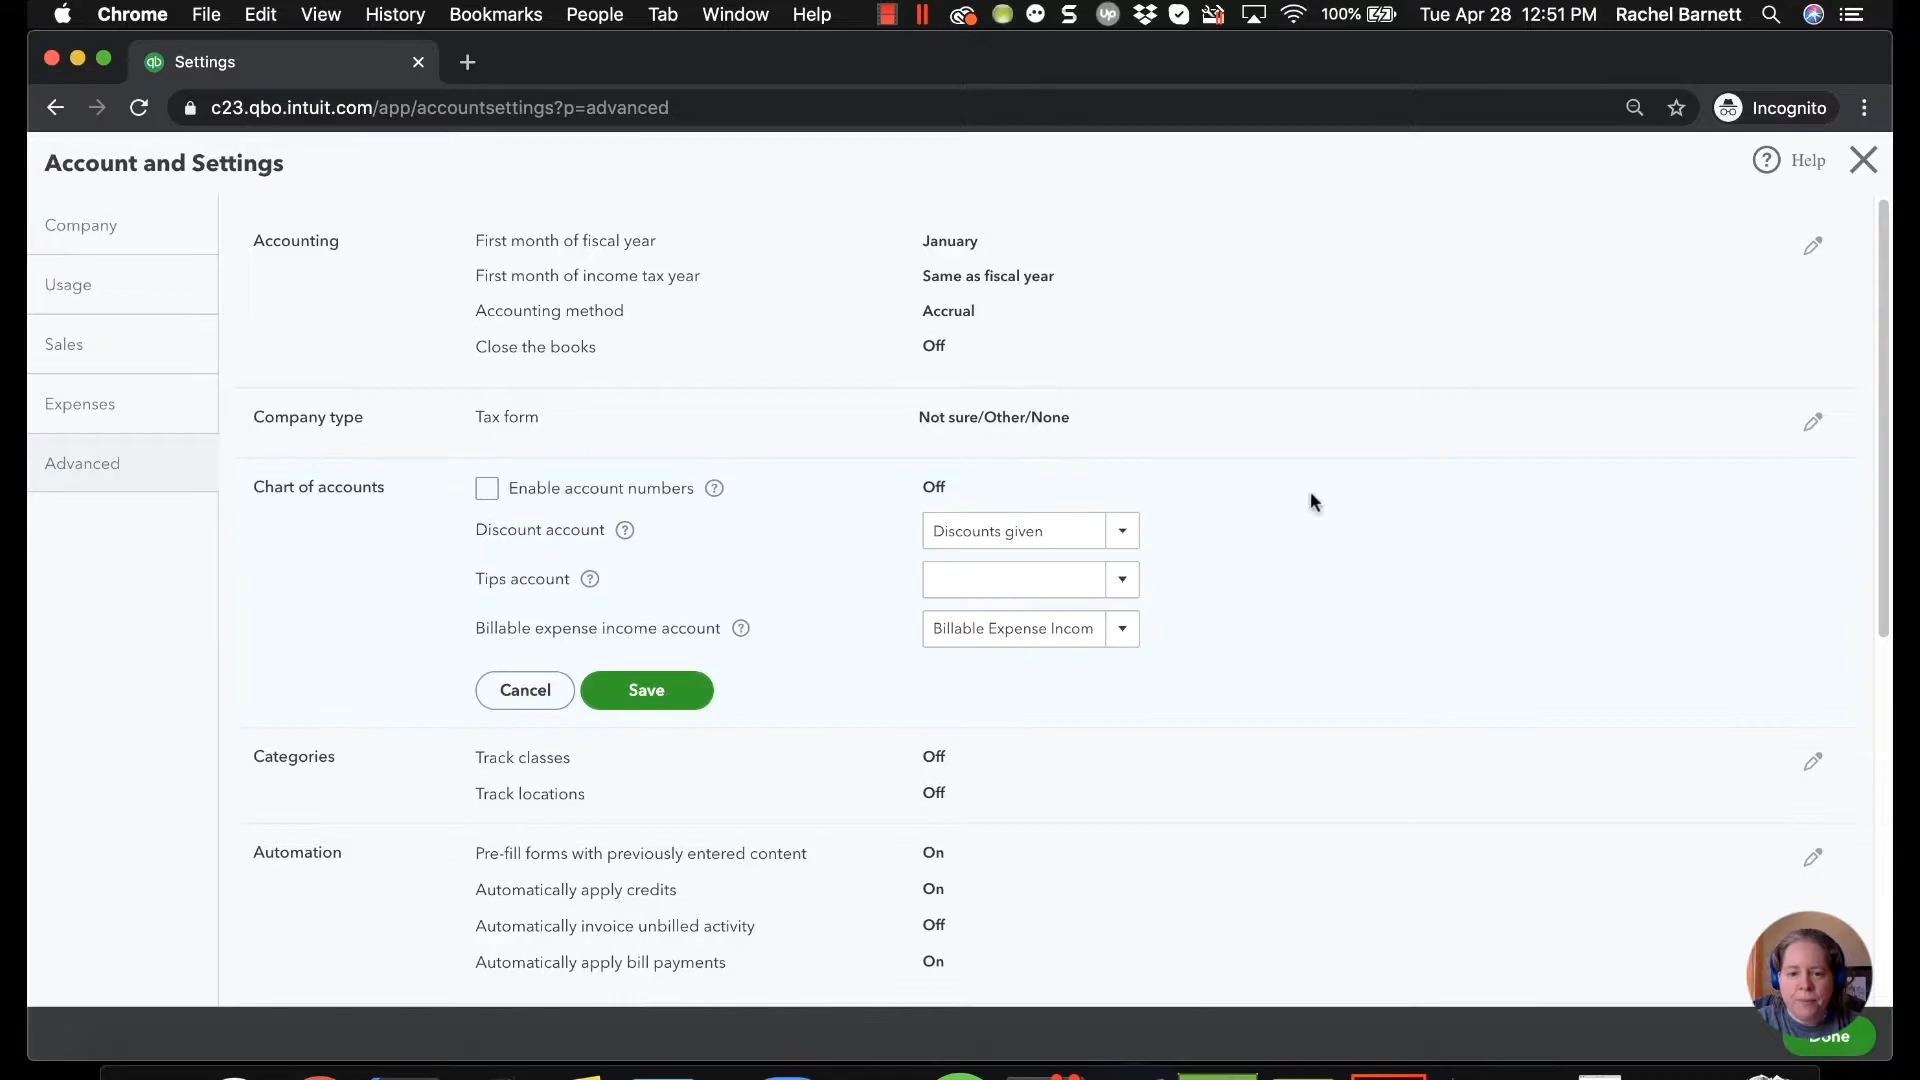 Chrome File Edit View History Bookmarks People Tab Window Help S Up 100% Tue Apr 28 12:51 PM Rachel Barnett
qb Settings
c23.qbo.intuit.com/app/accountsettings?p=advanced Incognito
Account and Settings ? Help
Company
Usage
Sales
Expenses
Advanced
Accounting First month of fiscal year January
First month of income tax year Same as fiscal year
Accounting method Accrual
Close the books Off
Company type Tax form Not sure/Other/None
Chart of accounts Enable account numbers ? Off
Discount account ? Discounts given
Tips account ?
Billable expense income account ? Billable Expense Incom
Cancel Save
Categories Track classes Off
Track locations Off
Automation Pre-fill forms with previously entered content On
Automatically apply credits On
Automatically invoice unbilled activity Off
Automatically apply bill payments On
Done